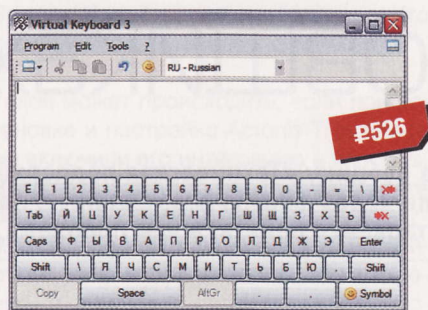 Virtual Keyboard 3
Program Edit Tools ?
RU - Russian
₽526
Ё 1 2 3 4 5 6 7 8 9 0 - = \
Tab Й Ц У К Е Н Г Ш Щ З Х Ъ
Caps Ф Ы В А П Р О Л Д Ж Э Enter
Shift \ Я Ч С М И Т Ь Б Ю . Shift
Copy Space AltGr . , Symbol